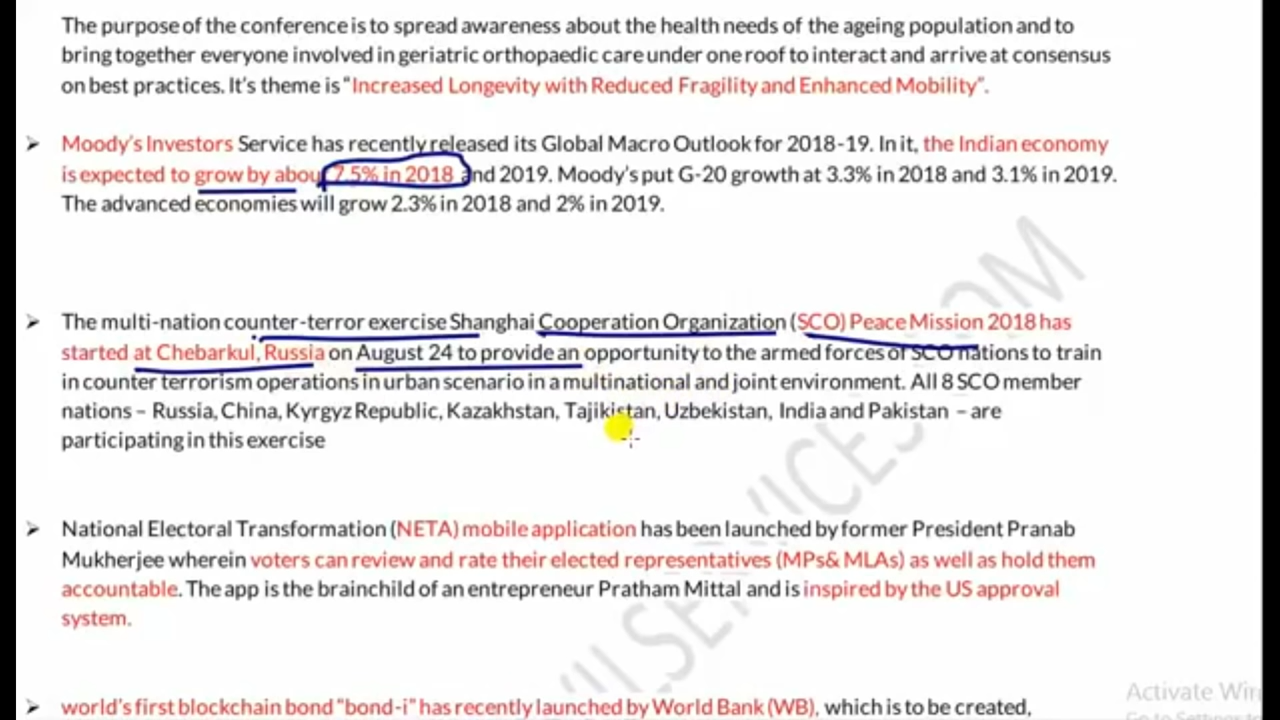 The purpose of the conference is to spread awareness about the health needs of the ageing population and to
bring together everyone involved in geriatric orthopaedic care under one roof to interact and arrive at consensus
on best practices. It's theme is "Increased Longevity with Reduced Fragility and Enhanced Mobility".
➢ Moody's Investors Service has recently released its Global Macro Outlook for 2018-19. In it, the Indian economy
is expected to grow by about 7.5% in 2018 and 2019. Moody's put G-20 growth at 3.3% in 2018 and 3.1% in 2019.
The advanced economies will grow 2.3% in 2018 and 2% in 2019.
➢ The multi-nation counter-terror exercise Shanghai Cooperation Organization (SCO) Peace Mission 2018 has
started at Chebarkul, Russia on August 24 to provide an opportunity to the armed forces of SCO nations to train
in counter terrorism operations in urban scenario in a multinational and joint environment. All 8 SCO member
nations – Russia, China, Kyrgyz Republic, Kazakhstan, Tajikistan, Uzbekistan, India and Pakistan – are
participating in this exercise
➢ National Electoral Transformation (NETA) mobile application has been launched by former President Pranab
Mukherjee wherein voters can review and rate their elected representatives (MPs& MLAs) as well as hold them
accountable. The app is the brainchild of an entrepreneur Pratham Mittal and is inspired by the US approval
system.
➢ world's first blockchain bond "bond-i" has recently launched by World Bank (WB), which is to be created,
Activate Win